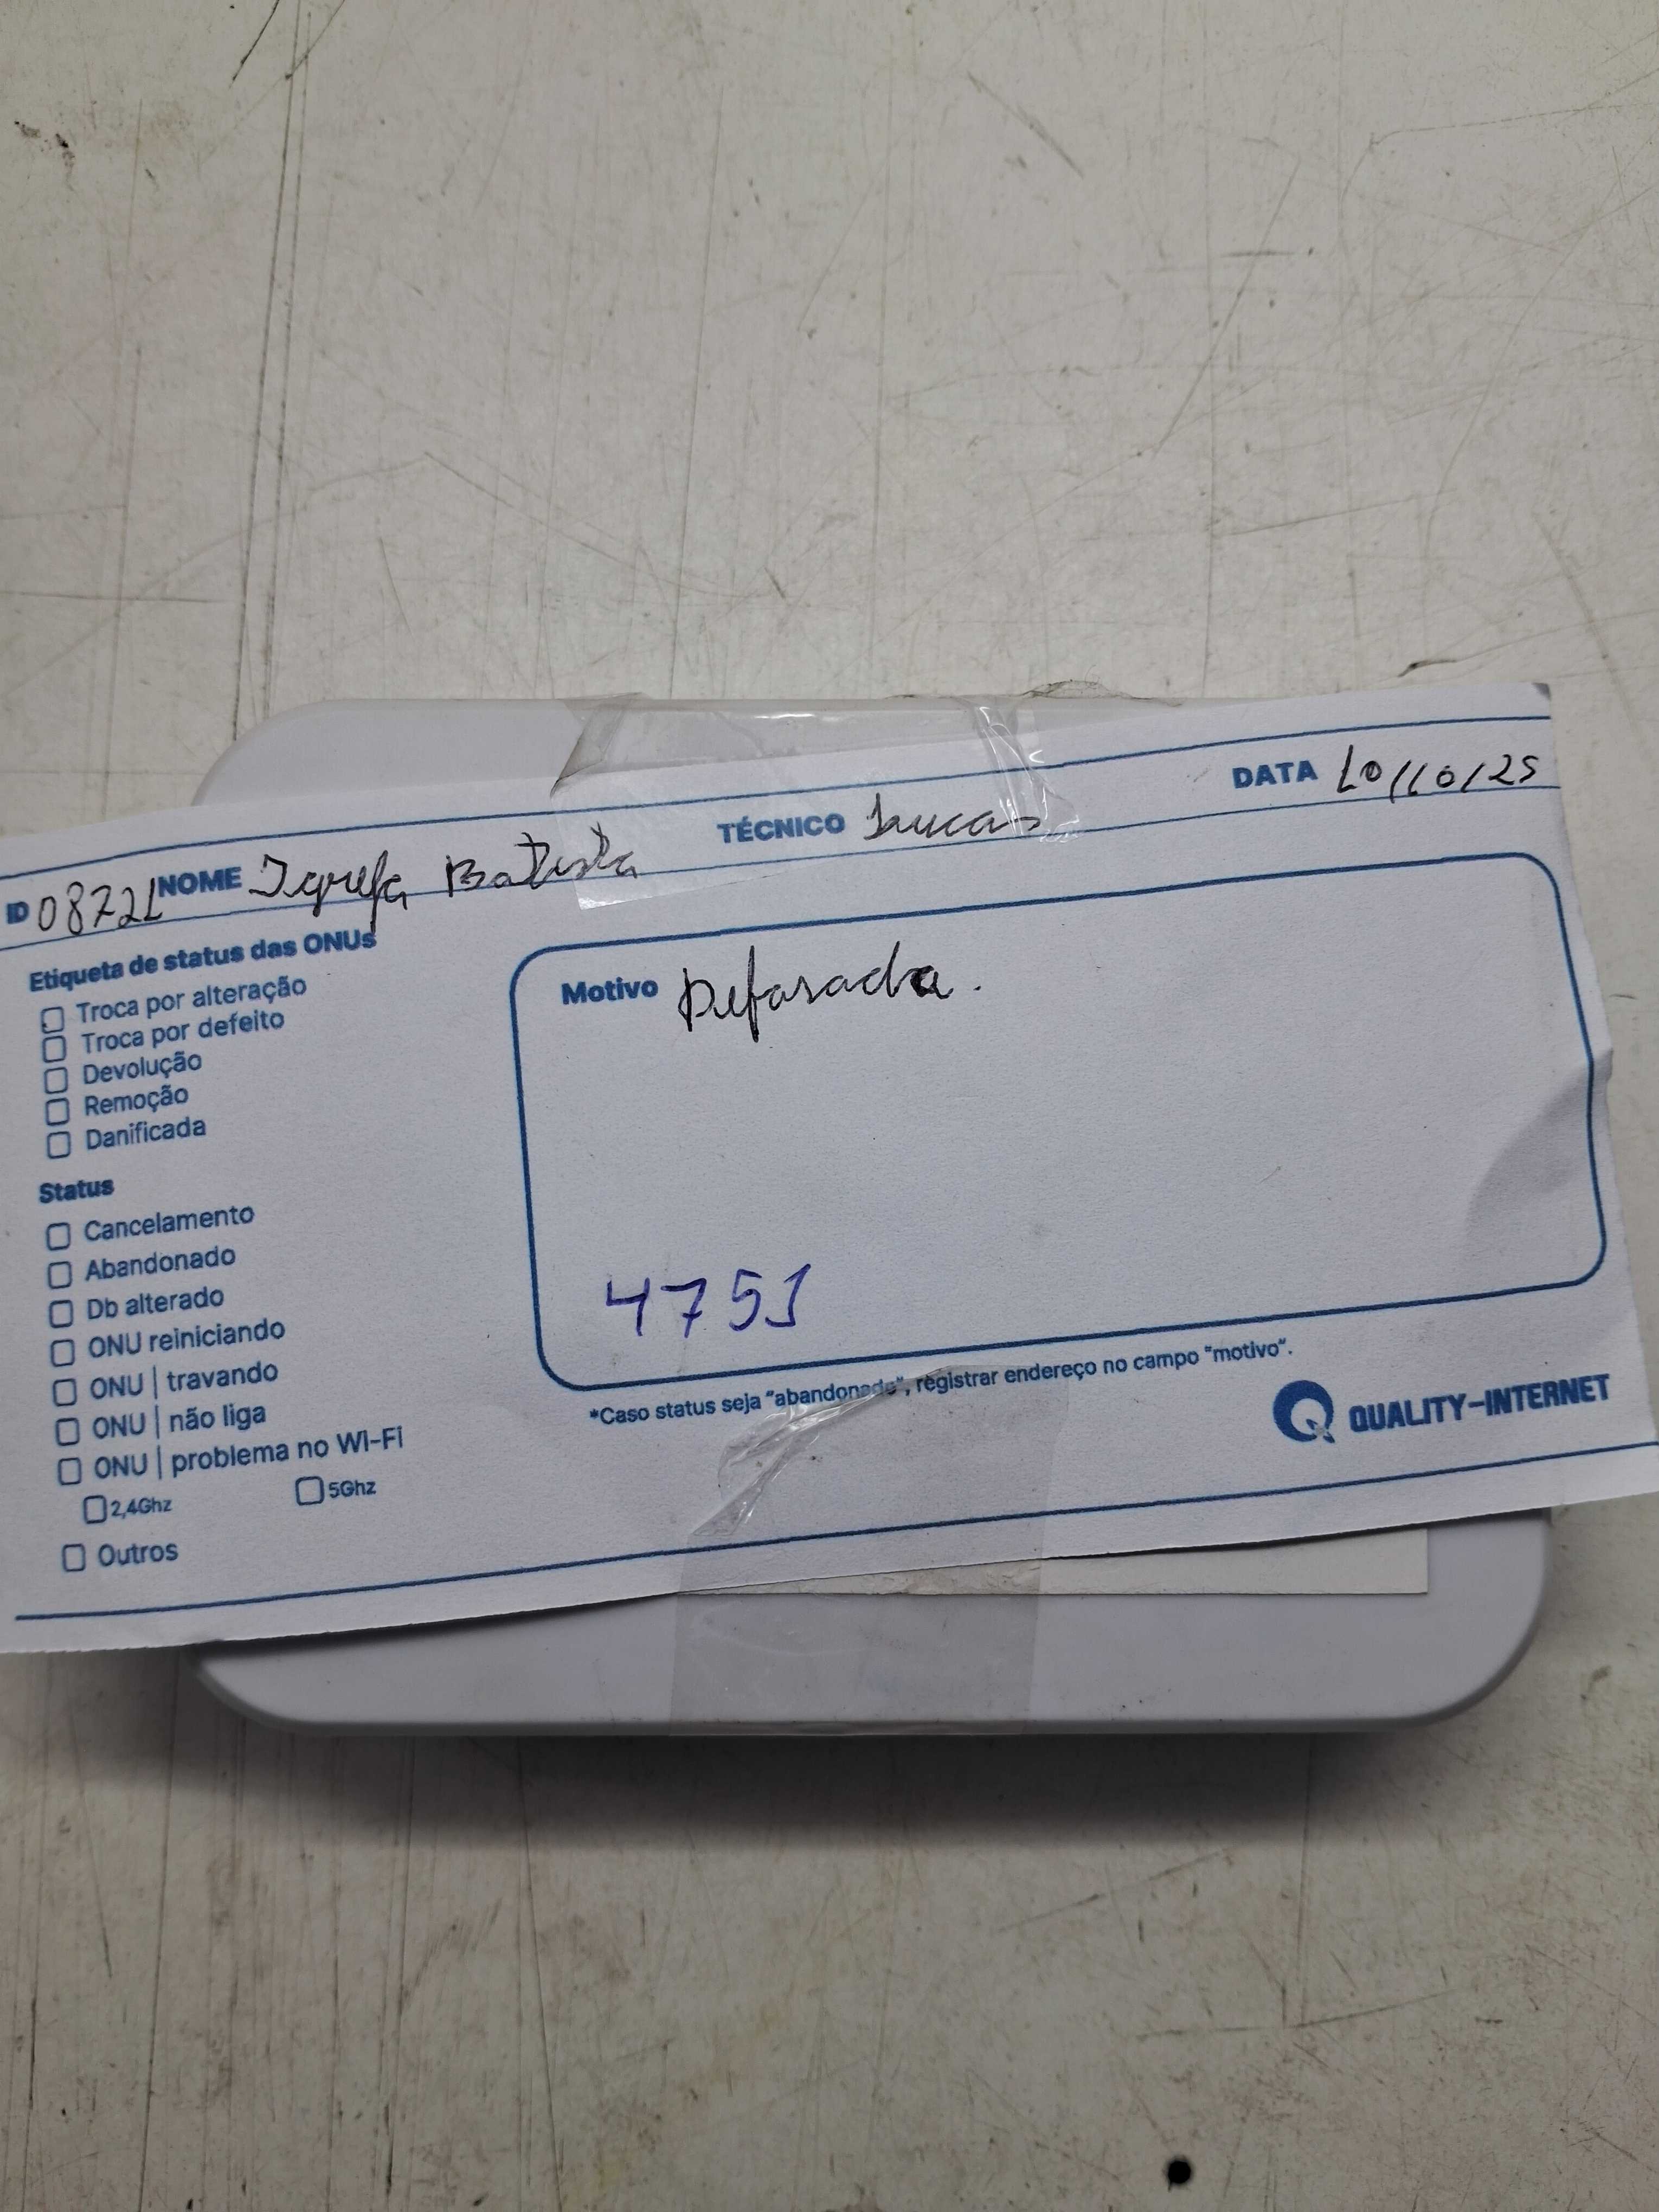 ID 08721 NOME Igreja Batista TÉCNICO Lucas DATA 10/10/25
Etiqueta de status das ONUs
Troca por alteração
Troca por defeito
Devolução
Remoção
Danificada
Status
Cancelamento
Abandonado
Db alterado
ONU reiniciando
ONU | travando
ONU | não liga
ONU | problema no WI-FI
2,4Ghz 5Ghz
Outros
Motivo Defasada.
4751
*Caso status seja "abandonado", registrar endereço no campo "motivo".
QUALITY-INTERNET